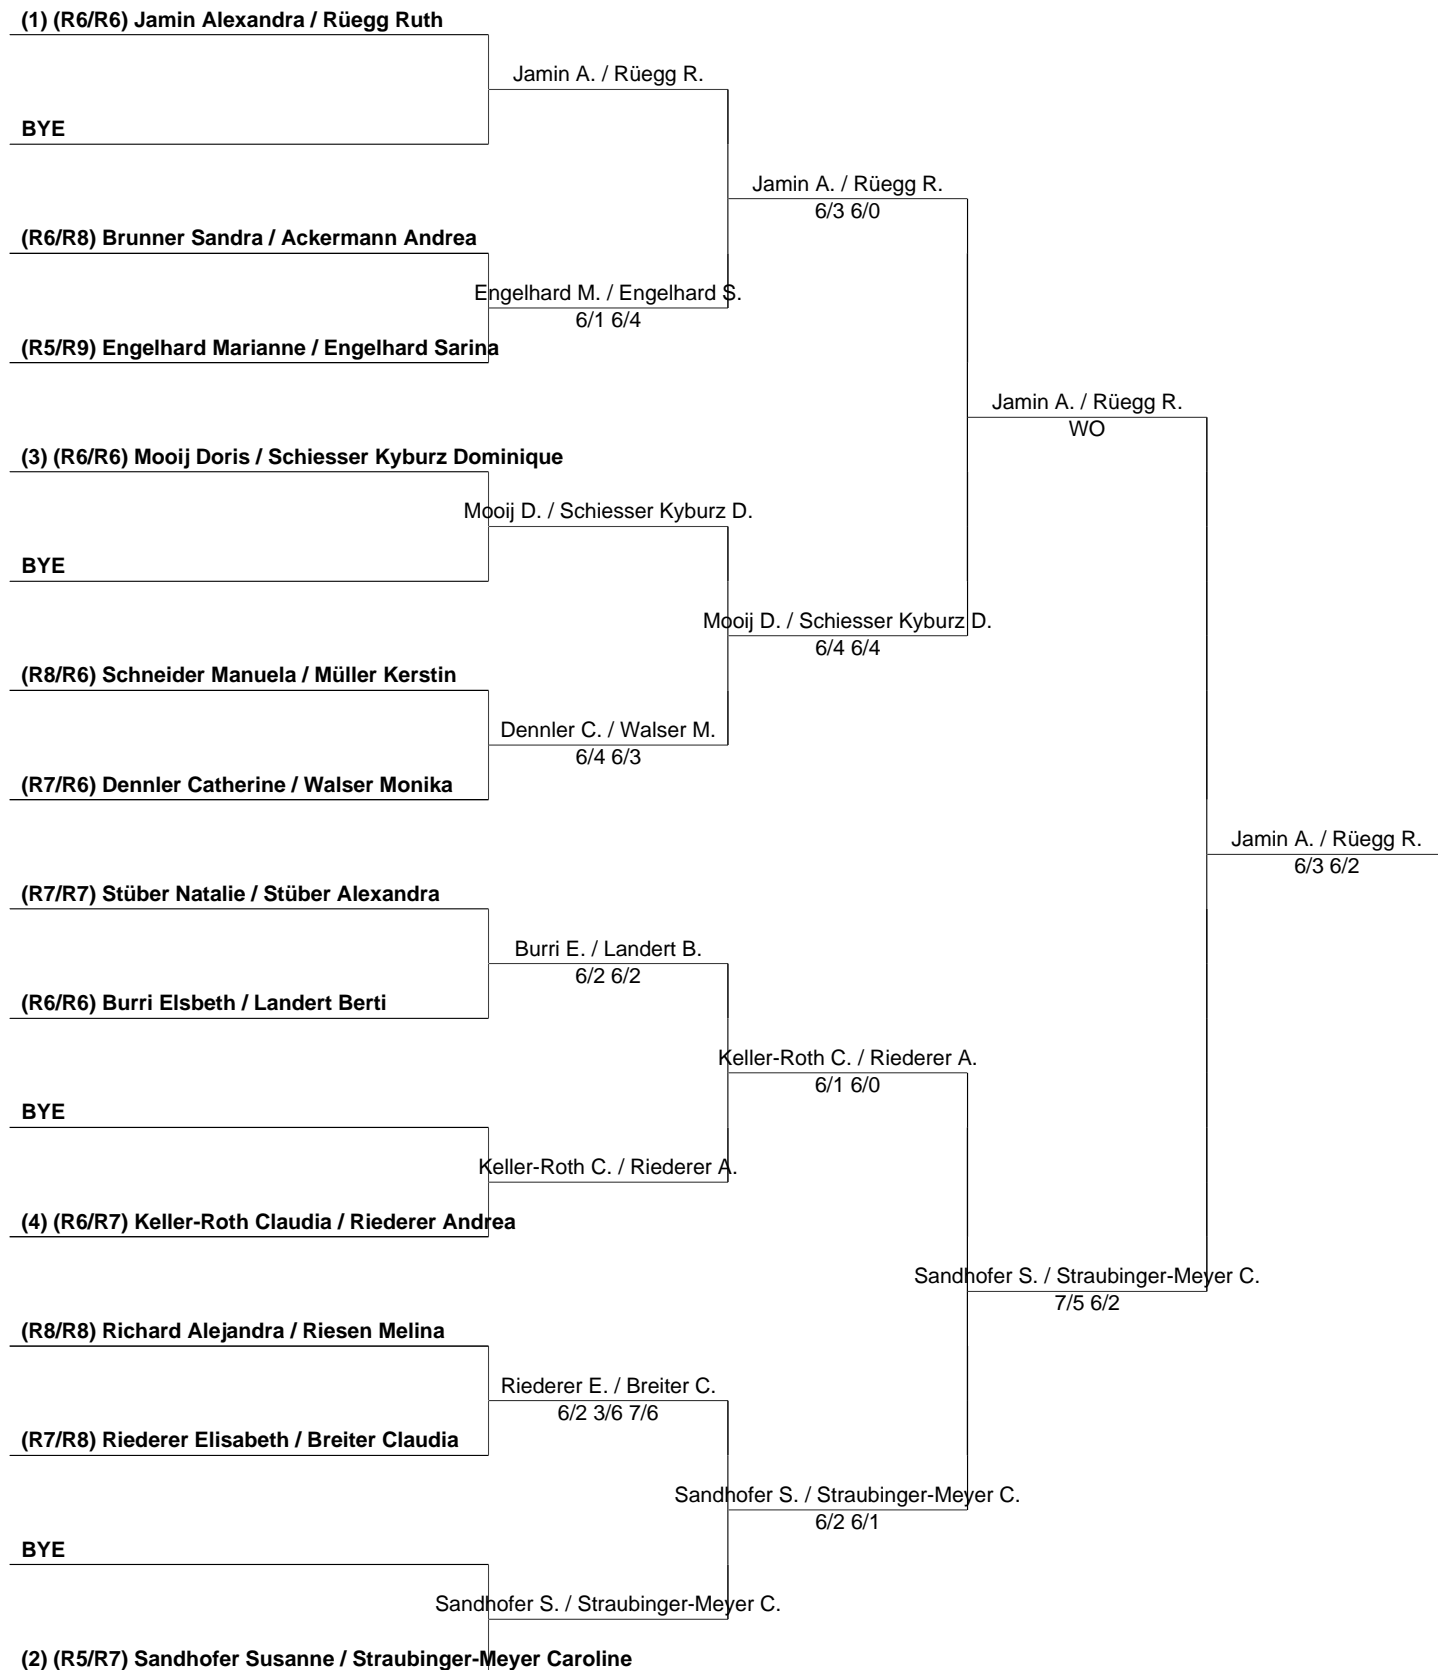 (1) (R6/R6) Jamin Alexandra / Rüegg Ruth
Jamin A. / Rüegg R.
BYE
Jamin A. / Rüegg R.
6/3 6/0
(R6/R8) Brunner Sandra / Ackermann Andrea
Engelhard M. / Engelhard S.
6/1 6/4
(R5/R9) Engelhard Marianne / Engelhard Sarina
Jamin A. / Rüegg R.
WO
(3) (R6/R6) Mooij Doris / Schiesser Kyburz Dominique
Mooij D. / Schiesser Kyburz D.
BYE
Mooij D. / Schiesser Kyburz D.
6/4 6/4
(R8/R6) Schneider Manuela / Müller Kerstin
Dennler C. / Walser M.
6/4 6/3
(R7/R6) Dennler Catherine / Walser Monika
Jamin A. / Rüegg R.
6/3 6/2
(R7/R7) Stüber Natalie / Stüber Alexandra
Burri E. / Landert B.
6/2 6/2
(R6/R6) Burri Elsbeth / Landert Berti
Keller-Roth C. / Riederer A.
6/1 6/0
BYE
Keller-Roth C. / Riederer A.
(4) (R6/R7) Keller-Roth Claudia / Riederer Andrea
Sandhofer S. / Straubinger-Meyer C.
7/5 6/2
(R8/R8) Richard Alejandra / Riesen Melina
Riederer E. / Breiter C.
6/2 3/6 7/6
(R7/R8) Riederer Elisabeth / Breiter Claudia
Sandhofer S. / Straubinger-Meyer C.
6/2 6/1
BYE
Sandhofer S. / Straubinger-Meyer C.
(2) (R5/R7) Sandhofer Susanne / Straubinger-Meyer Caroline